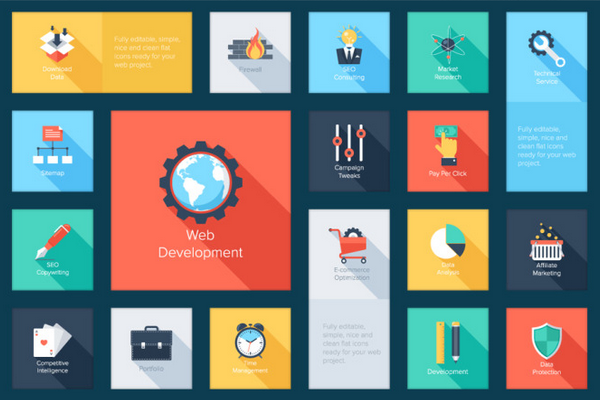 Download
Data
Fully editable,
simple, nice
and clean flat
icons ready for
your web
project.
Firewall
SEO
Consulting
Market
Research
Technical
Service
Fully editable,
simple, nice and
clean flat icons
ready for your web
project.
Sitemap
Web
Development
Campaign
Tweaks
Pay Per Click
SEO
Copywriting
E-commerce
Optimization
Fully editable,
simple, nice and
clean flat icons
ready for your web
project.
Data
Analysis
Affiliate
Marketing
Competitive
Intelligence
Portfolio
Time
Management
Development
Data
Protection